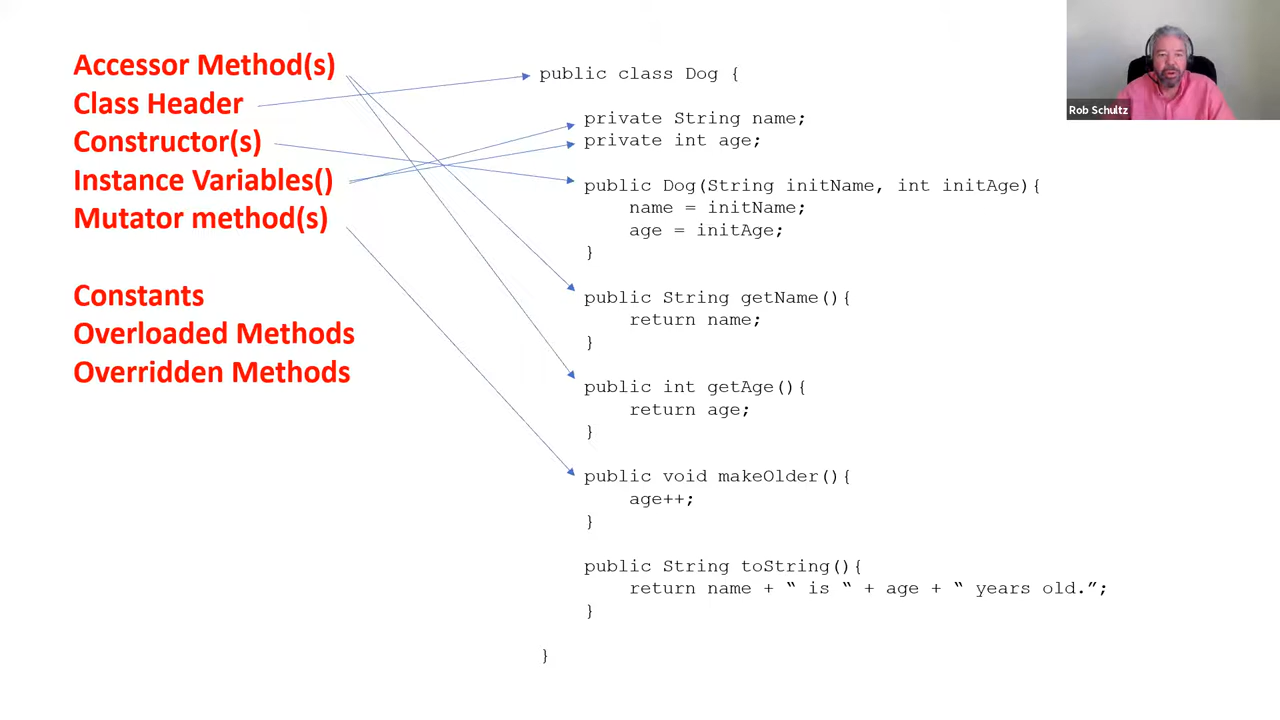 Accessor Method(s)
Class Header
Constructor(s)
Instance Variables()
Mutator method(s)
Constants
Overloaded Methods
Overridden Methods
public class Dog {
private String name;
private int age;
public Dog(String initName, int initAge){
name = initName;
age = initAge;
}
public String getName(){
return name;
}
public int getAge(){
return age;
}
public void makeOlder(){
age++;
}
public String toString(){
return name + “ is “ + age + “ years old.”;
}
}
Rob Schultz